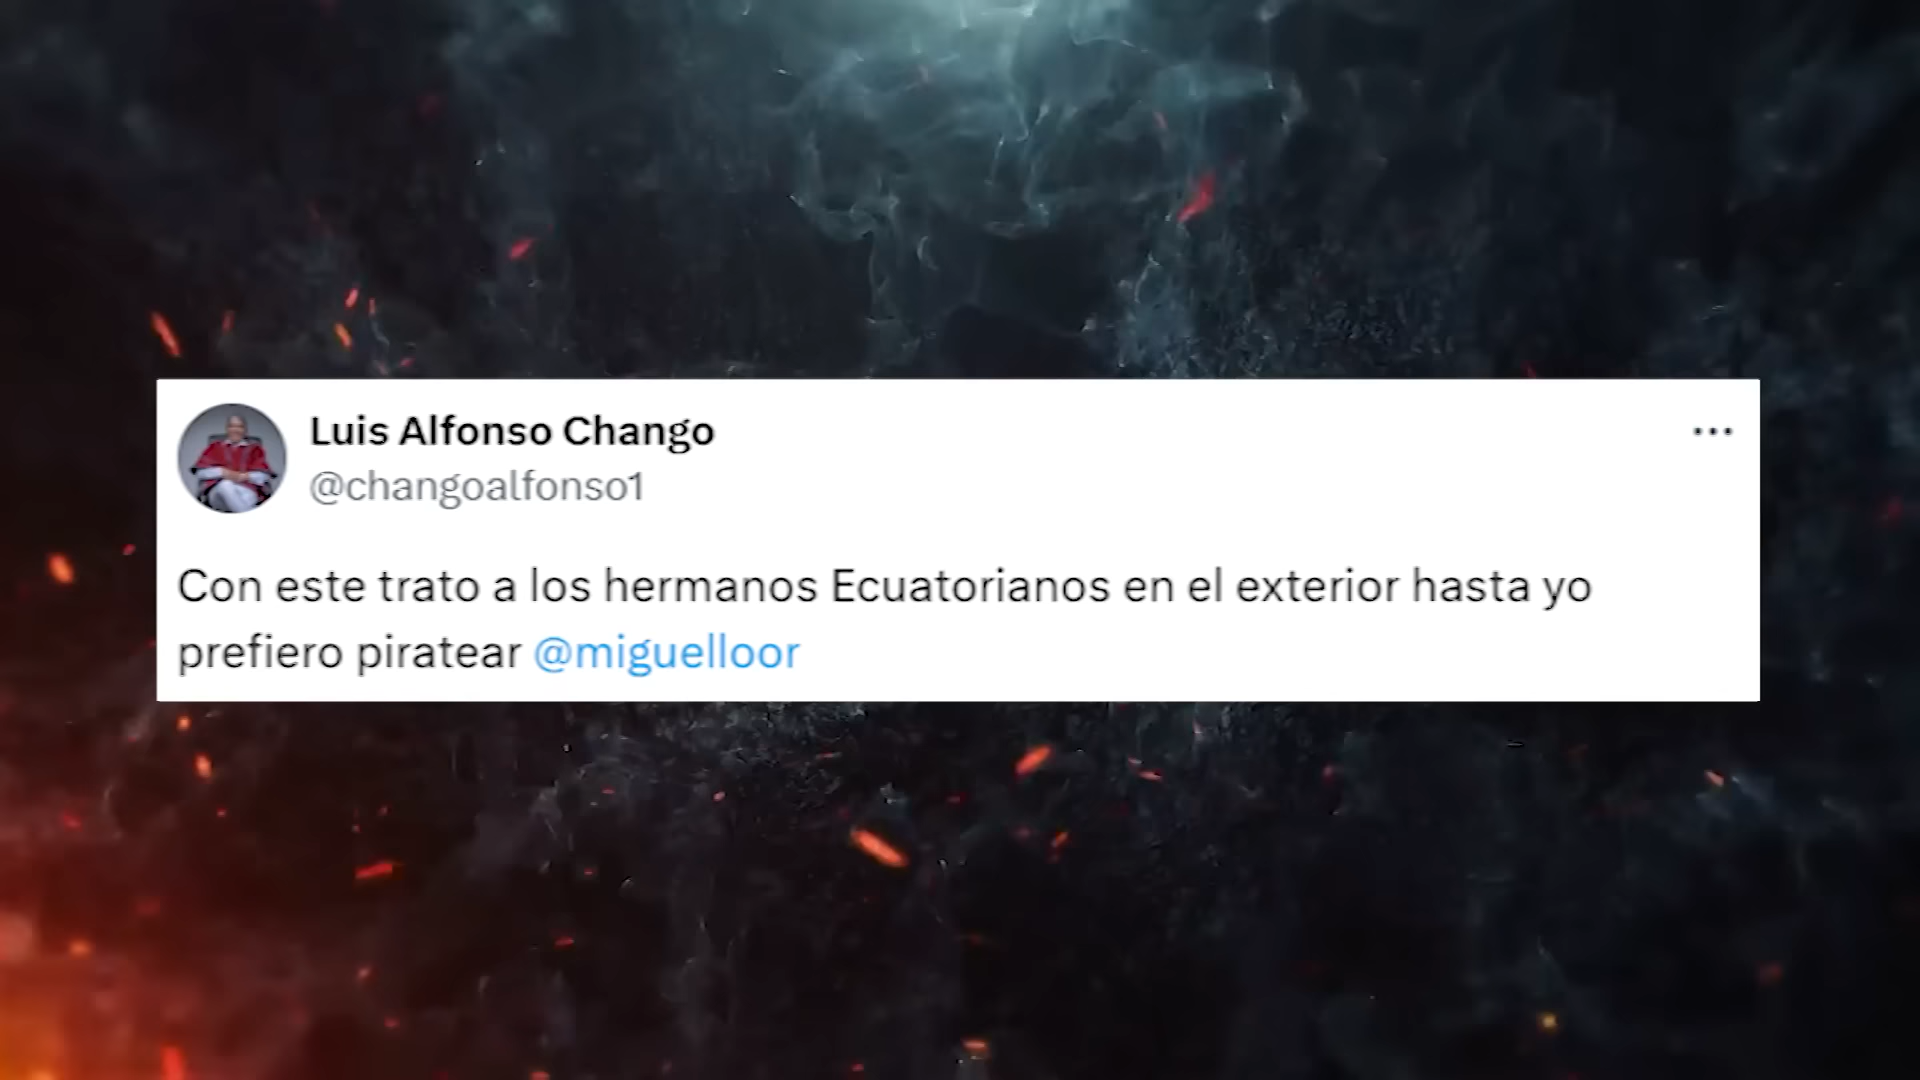 Luis Alfonso Chango
@changoalfonso1
Con este trato a los hermanos Ecuatorianos en el exterior hasta yo
prefiero piratear @miguelloor